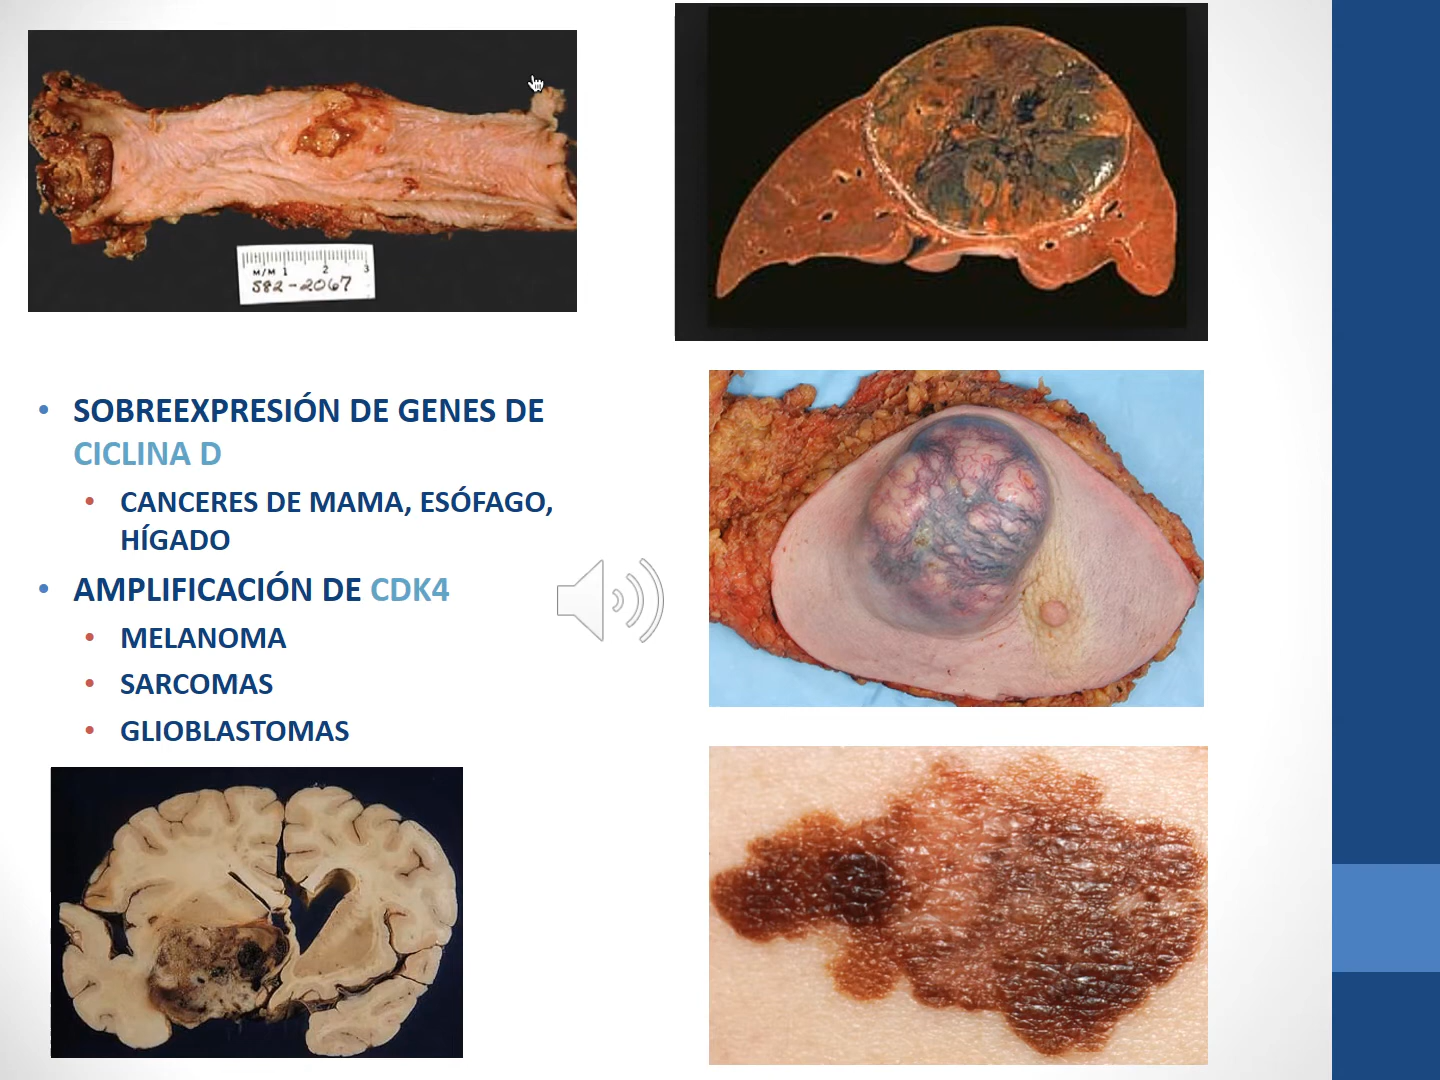 M/M 1 2 3
S82-2067
• SOBREEXPRESIÓN DE GENES DE
CICLINA D
• CANCERES DE MAMA, ESÓFAGO,
HÍGADO
• AMPLIFICACIÓN DE CDK4
• MELANOMA
• SARCOMAS
• GLIOBLASTOMAS